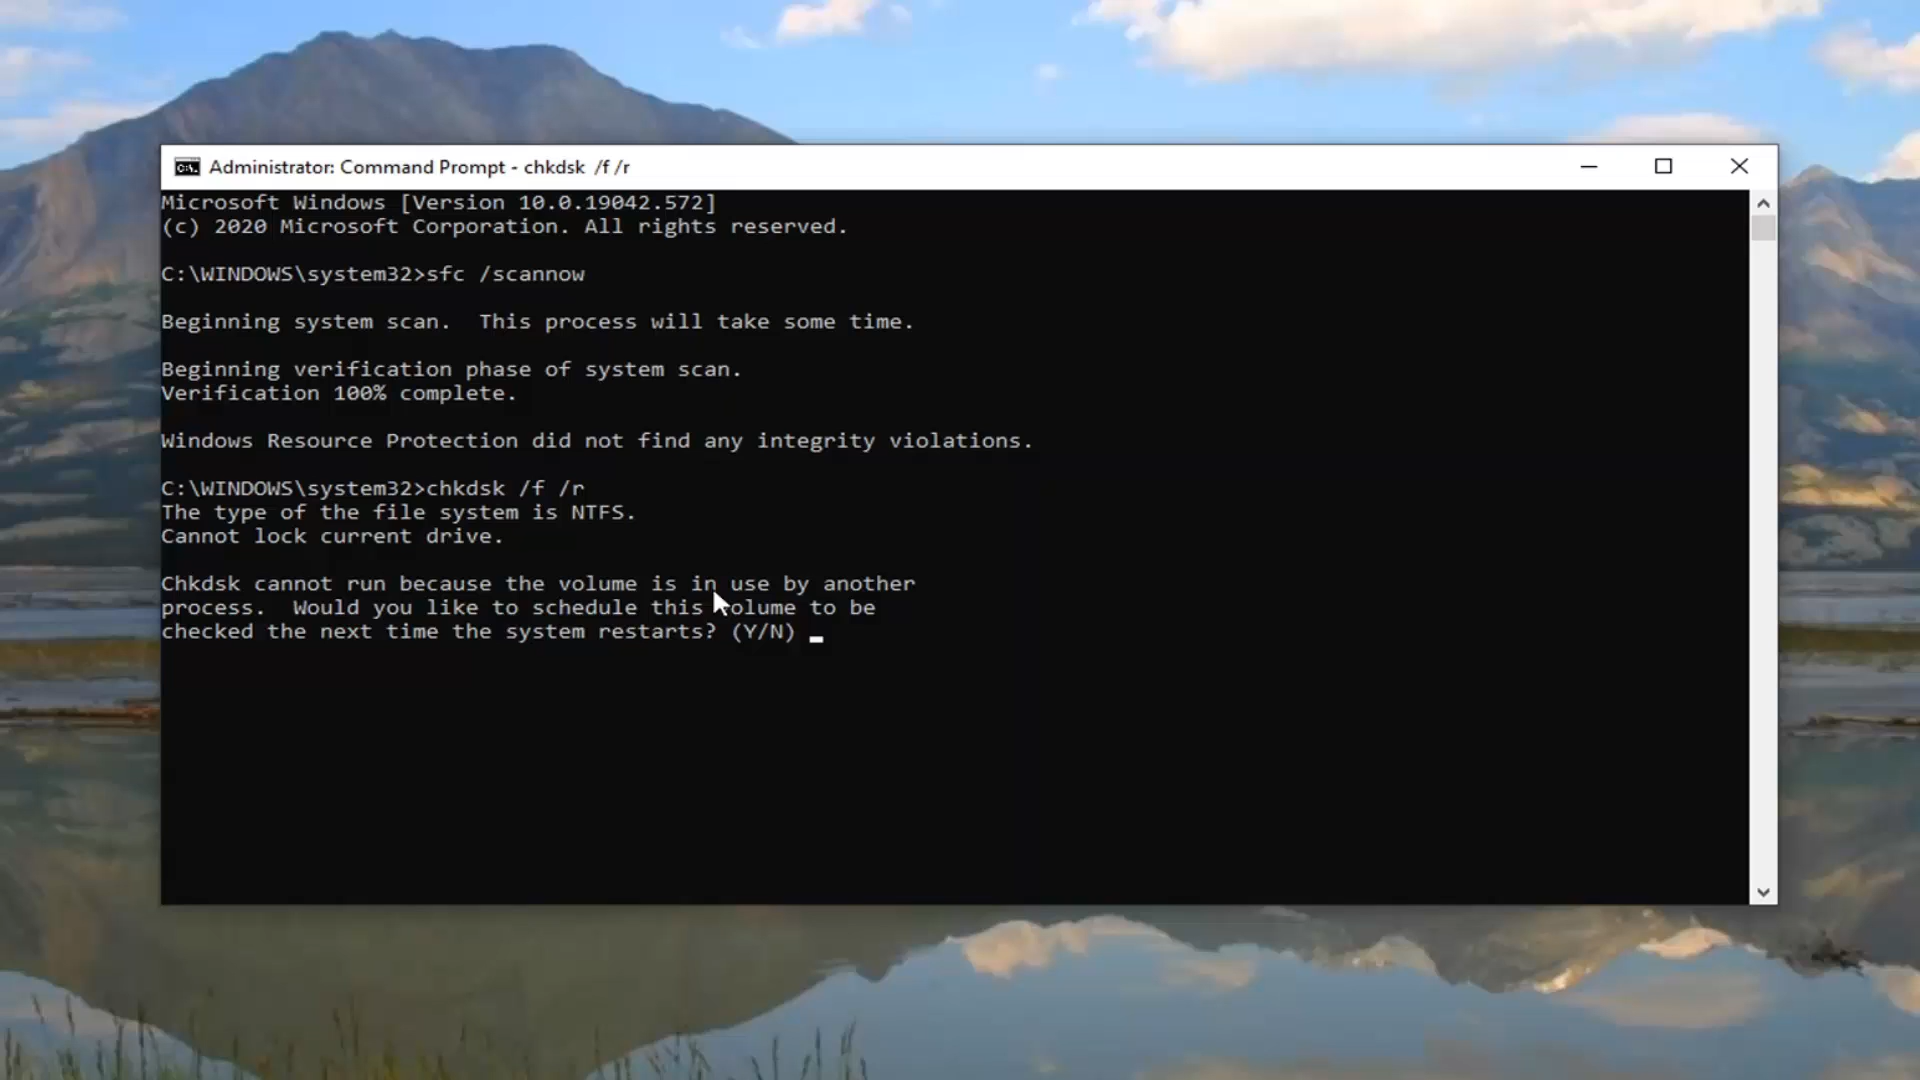 Administrator: Command Prompt - chkdsk /f /r
Microsoft Windows [Version 10.0.19042.572]
(c) 2020 Microsoft Corporation. All rights reserved.
C:\WINDOWS\system32>sfc /scannow
Beginning system scan.  This process will take some time.
Beginning verification phase of system scan.
Verification 100% complete.
Windows Resource Protection did not find any integrity violations.
C:\WINDOWS\system32>chkdsk /f /r
The type of the file system is NTFS.
Cannot lock current drive.
Chkdsk cannot run because the volume is in use by another
process.  Would you like to schedule this volume to be
checked the next time the system restarts? (Y/N)